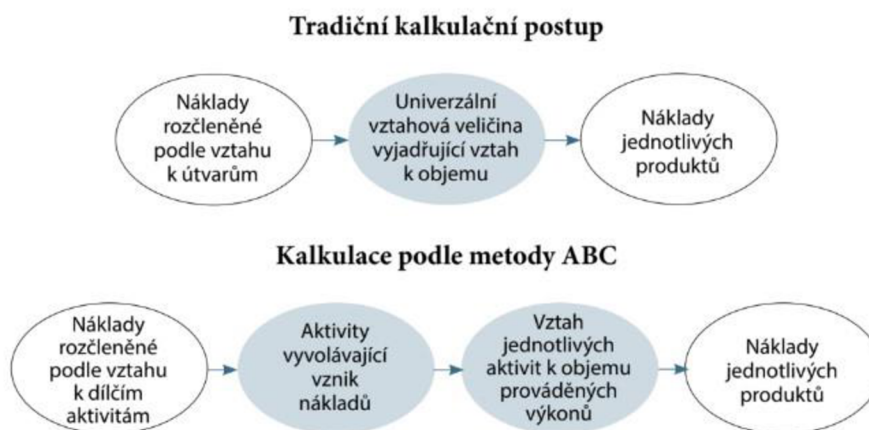 Tradiční kalkulační postup
Náklady
rozčleněné
podle vztahu
k útvarům
Univerzální
vztahová veličina
vyjadřující vztah
k objemu
Náklady
jednotlivých
produktů
Kalkulace podle metody ABC
Náklady
rozčleněné
podle vztahu
k dílčím
aktivitám
Aktivity
vyvolávající
vznik
nákladů
Vztah
jednotlivých
aktivit k objemu
prováděných
výkonů
Náklady
jednotlivých
produktů